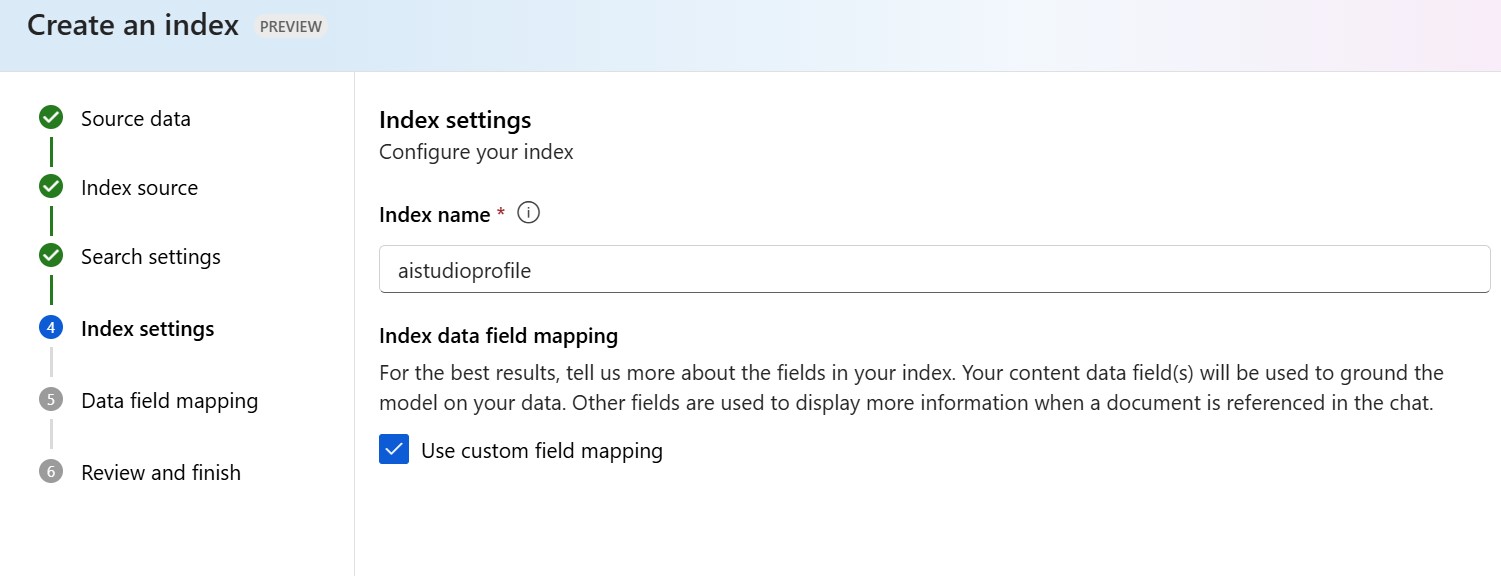 Create an index PREVIEW
Source data
Index source
Search settings
4 Index settings
5 Data field mapping
6 Review and finish
Index settings
Configure your index
Index name *
aistudioprofile
Index data field mapping
For the best results, tell us more about the fields in your index. Your content data field(s) will be used to ground the
model on your data. Other fields are used to display more information when a document is referenced in the chat.
Use custom field mapping